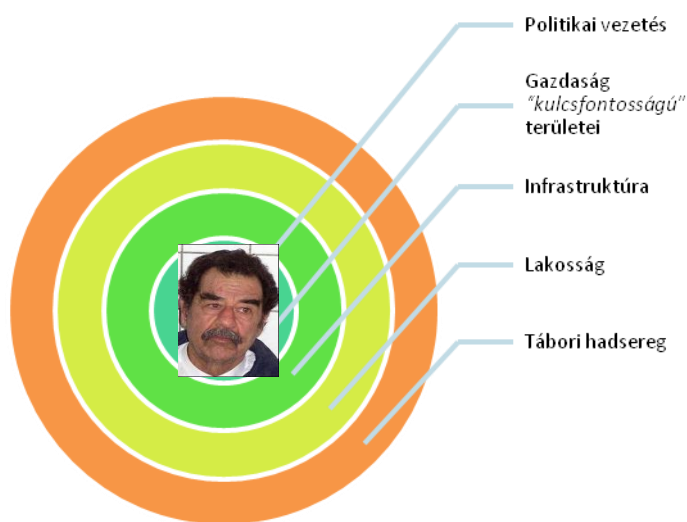 Politikai vezetés
Gazdaság
"kulcsfontosságú"
területei
Infrastruktúra
Lakosság
Tábori hadsereg